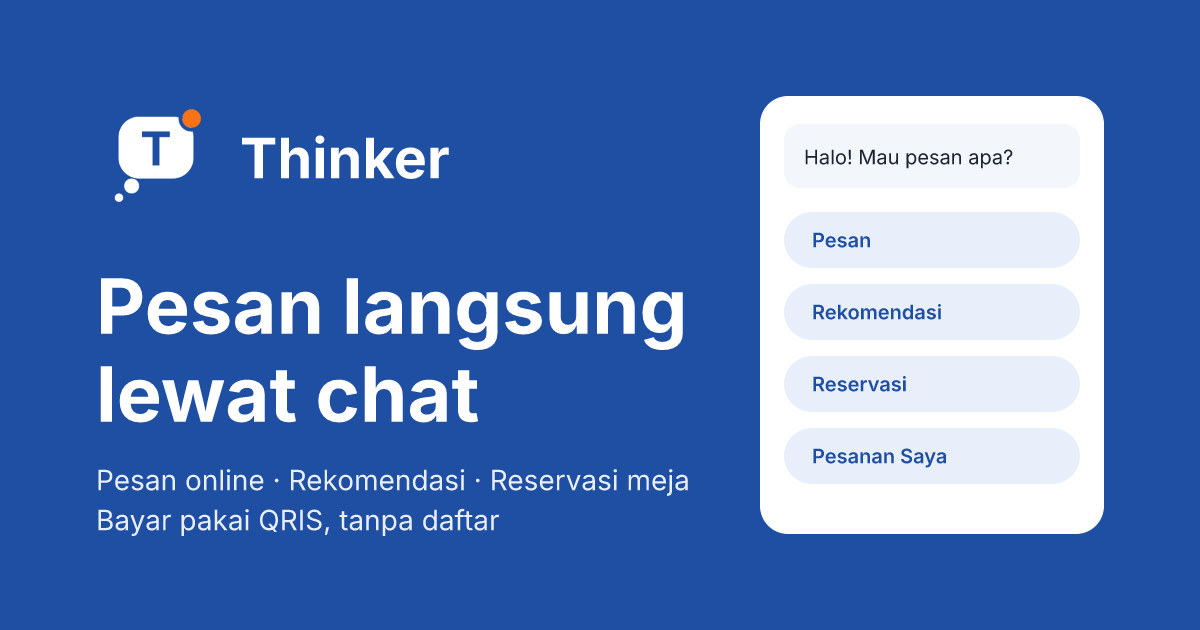 T
Thinker
Pesan langsung
lewat chat
Pesan online · Rekomendasi · Reservasi meja
Bayar pakai QRIS, tanpa daftar
Halo! Mau pesan apa?
Pesan
Rekomendasi
Reservasi
Pesanan Saya